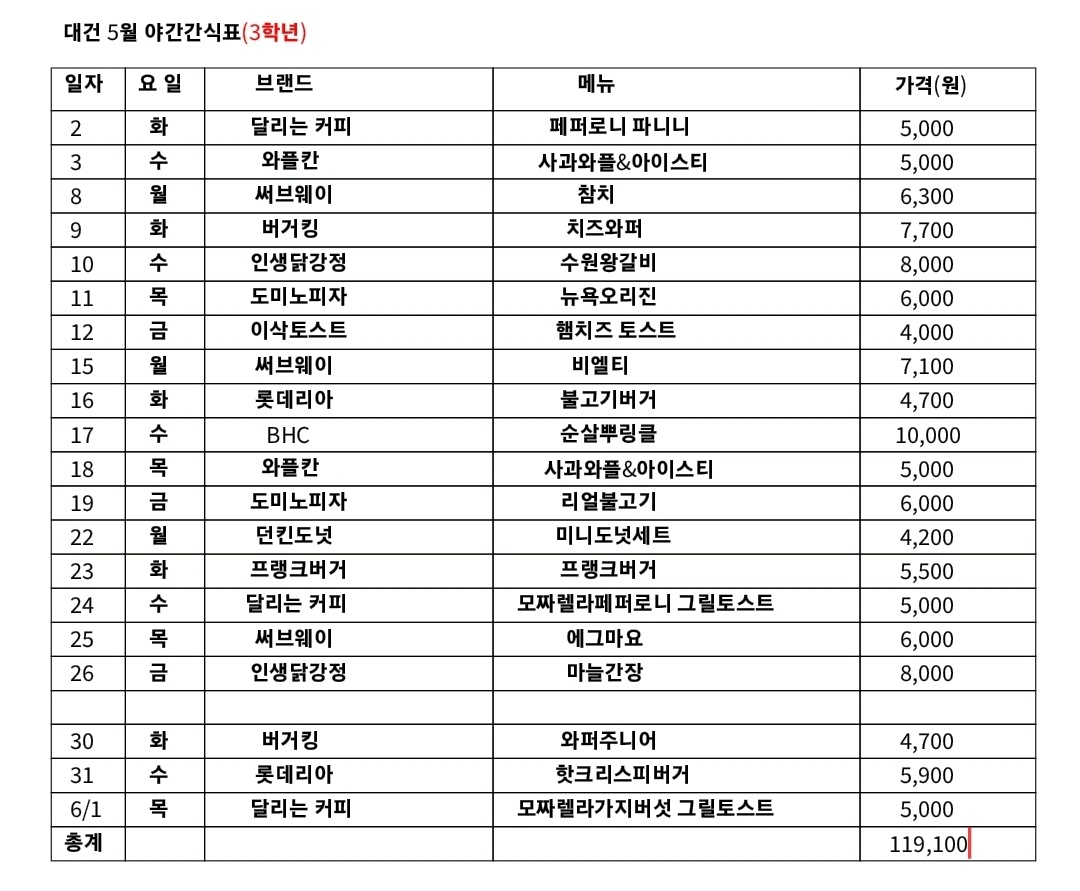 대건 5월 야간간식표(3학년)
일자 요 일 브랜드 메뉴 가격(원)
2 화 달리는 커피 페퍼로니 파니니 5,000
3 수 와플칸 사과와플&아이스티 5,000
8 월 써브웨이 참치 6,300
9 화 버거킹 치즈와퍼 7,700
10 수 인생닭강정 수원왕갈비 8,000
11 목 도미노피자 뉴욕오리진 6,000
12 금 이삭토스트 햄치즈 토스트 4,000
15 월 써브웨이 비엘티 7,100
16 화 롯데리아 불고기버거 4,700
17 수 BHC 순살뿌링클 10,000
18 목 와플칸 사과와플&아이스티 5,000
19 금 도미노피자 리얼불고기 6,000
22 월 던킨도넛 미니도넛세트 4,200
23 화 프랭크버거 프랭크버거 5,500
24 수 달리는 커피 모짜렐라페퍼로니 그릴토스트 5,000
25 목 써브웨이 에그마요 6,000
26 금 인생닭강정 마늘간장 8,000
30 화 버거킹 와퍼주니어 4,700
31 수 롯데리아 핫크리스피버거 5,900
6/1 목 달리는 커피 모짜렐라가지버섯 그릴토스트 5,000
총계 119,100